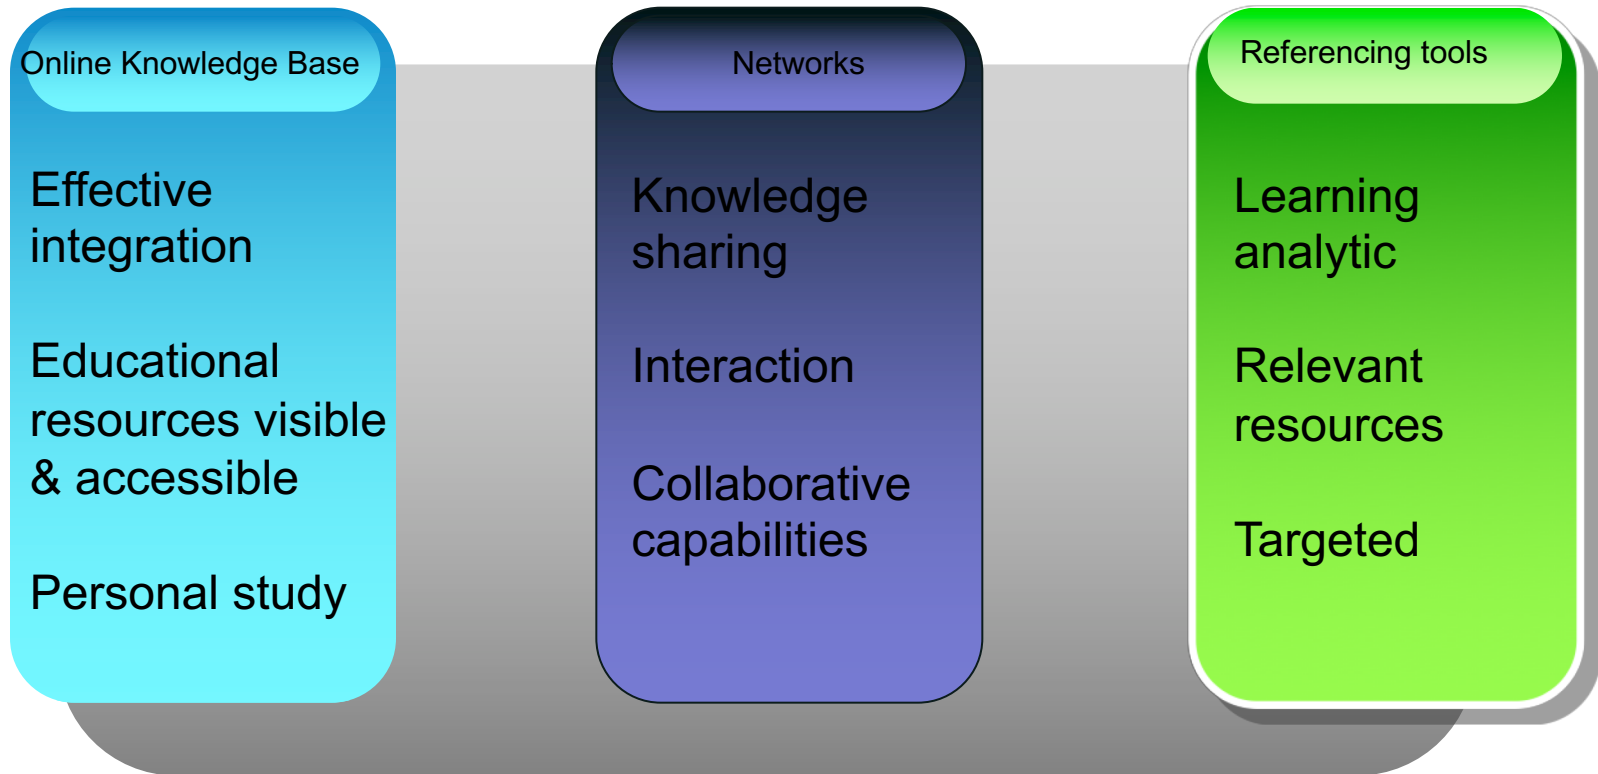 Online Knowledge Base
Effective
integration
Educational
resources visible
& accessible
Personal study
Networks
Knowledge
sharing
Interaction
Collaborative
capabilities
Referencing tools
Learning
analytic
Relevant
resources
Targeted